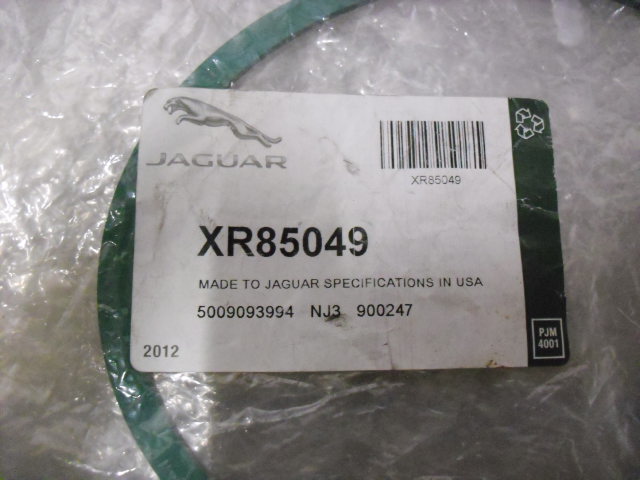 JAGUAR
XR85049
XR85049
MADE TO JAGUAR SPECIFICATIONS IN USA
5009093994 NJ3 900247
2012
PJM
4001